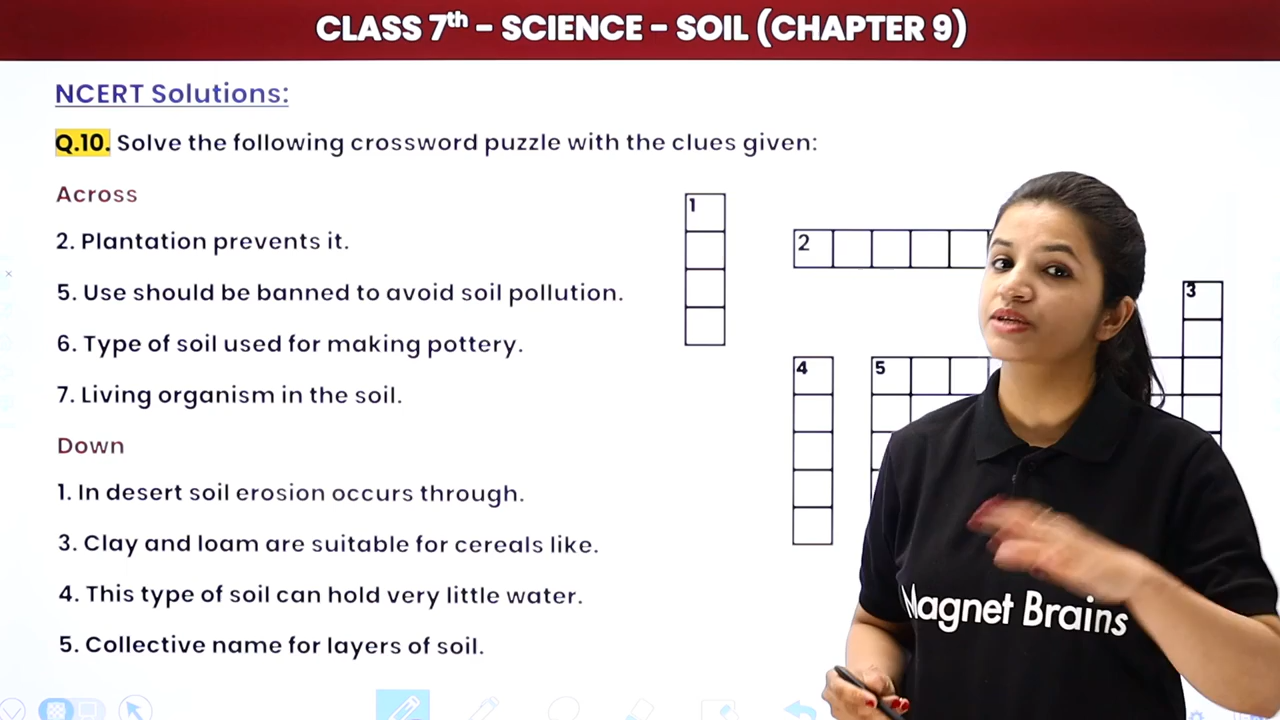 CLASS 7th - SCIENCE - SOIL (CHAPTER 9)
NCERT Solutions:
Q.10. Solve the following crossword puzzle with the clues given:
Across
2. Plantation prevents it.
5. Use should be banned to avoid soil pollution.
6. Type of soil used for making pottery.
7. Living organism in the soil.
Down
1. In desert soil erosion occurs through.
3. Clay and loam are suitable for cereals like.
4. This type of soil can hold very little water.
5. Collective name for layers of soil.
1
2
3
4
5
Magnet Brains